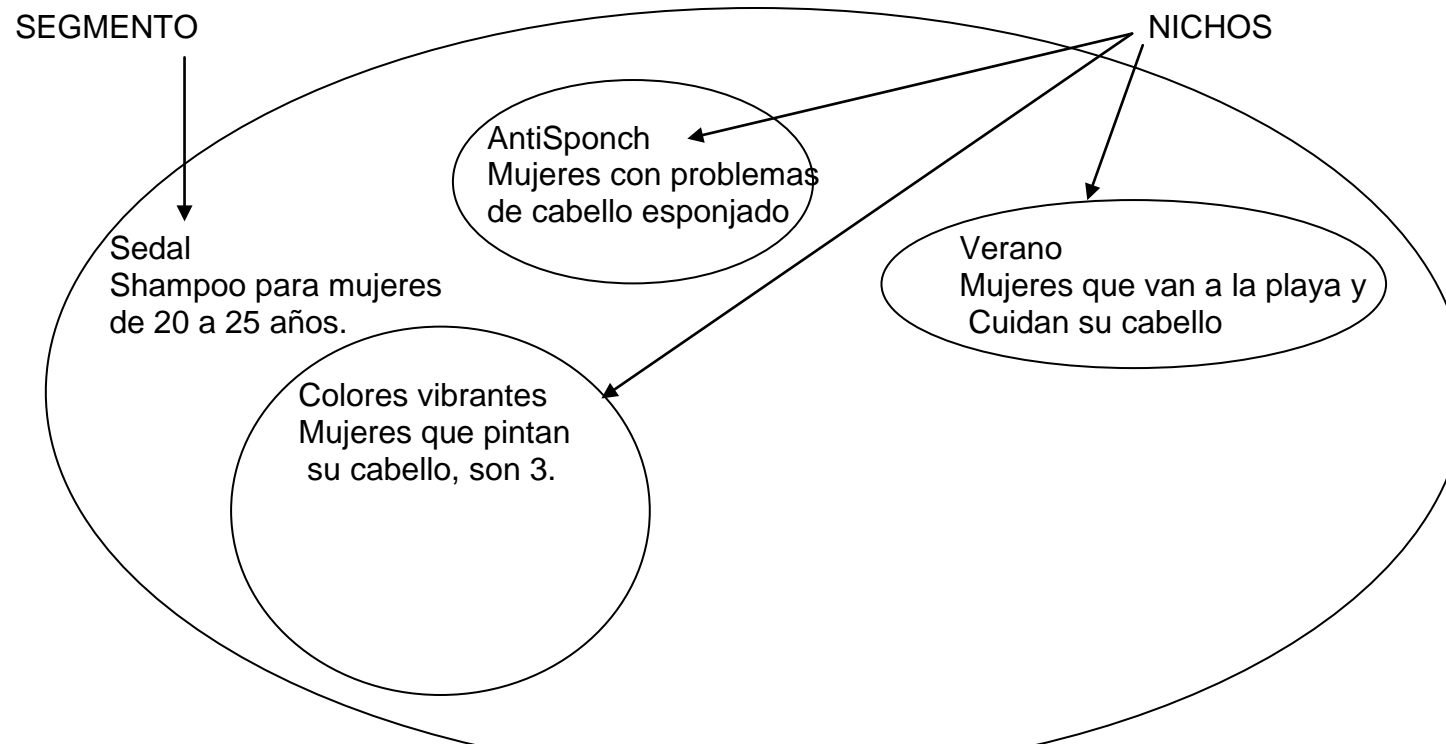 SEGMENTO
NICHOS
AntiSponch
Mujeres con problemas
de cabello esponjado
Sedal
Shampoo para mujeres
de 20 a 25 años.
Verano
Mujeres que van a la playa y
Cuidan su cabello
Colores vibrantes
Mujeres que pintan
su cabello, son 3.